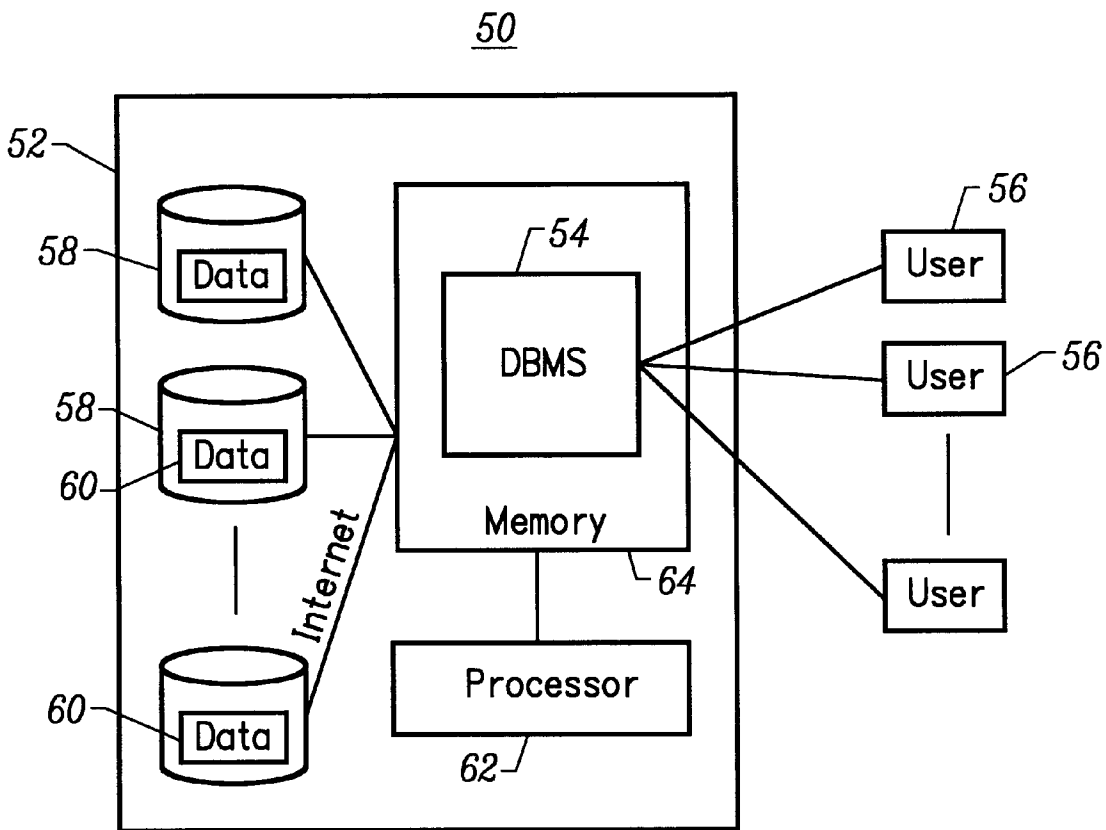 50
52
58
Data
54
DBMS
56
User
58
Data
60
User
56
Internet
Memory
64
60
Data
Processor
62
User